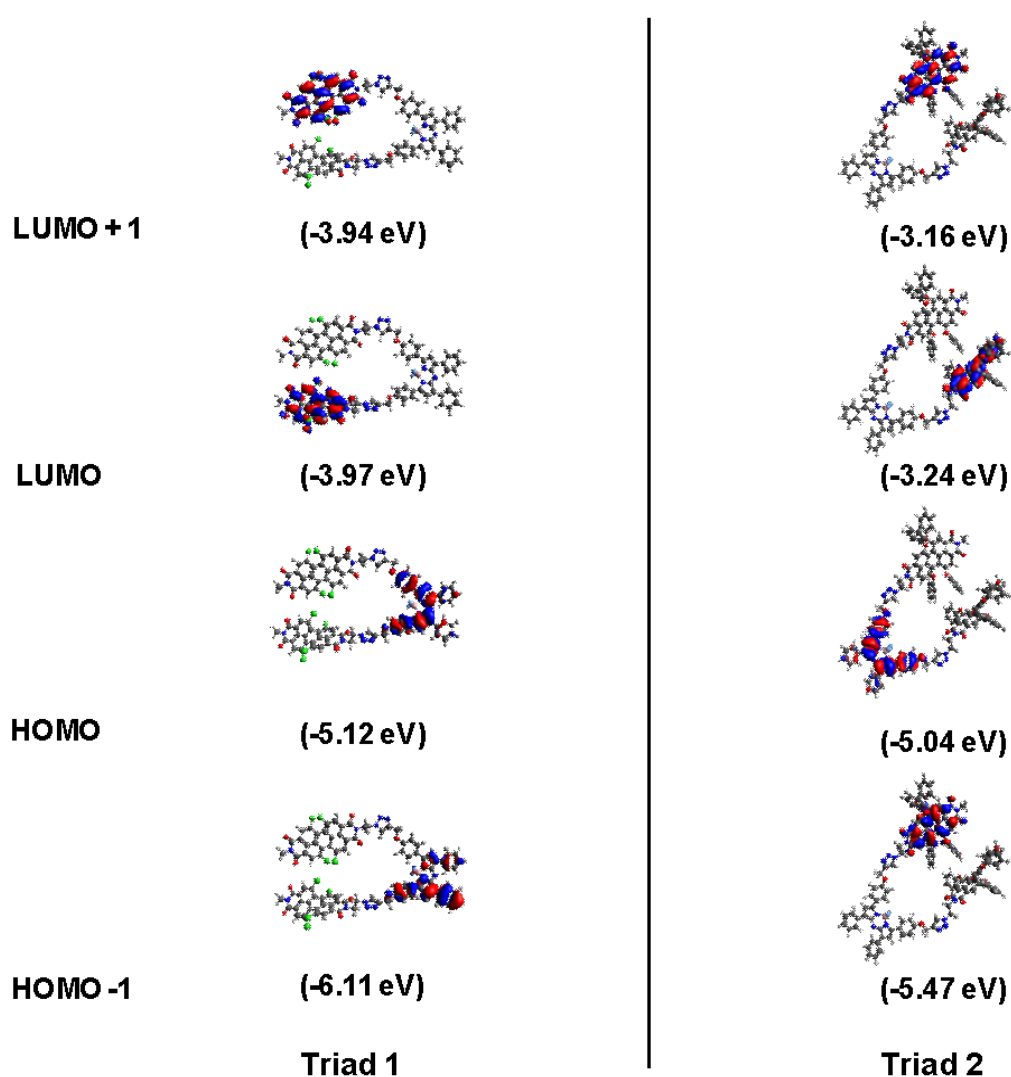 LUMO + 1 (-3.94 eV) (-3.16 eV)
LUMO (-3.97 eV) (-3.24 eV)
HOMO (-5.12 eV) (-5.04 eV)
HOMO -1 (-6.11 eV) (-5.47 eV)
Triad 1 Triad 2